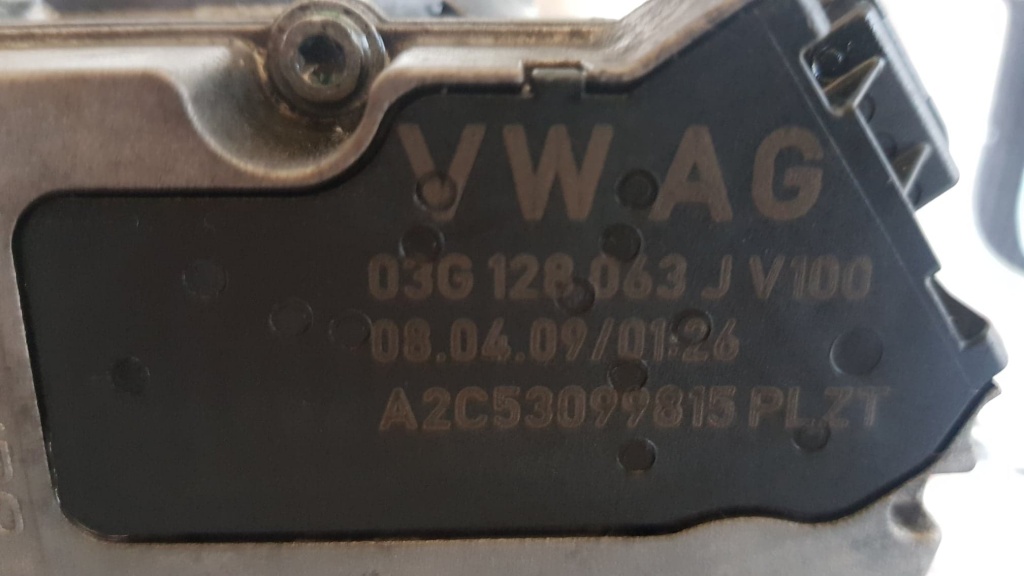 VW AG
03G 128 063 J V100
08.04.09/01:26
A2C53099815 PLZT